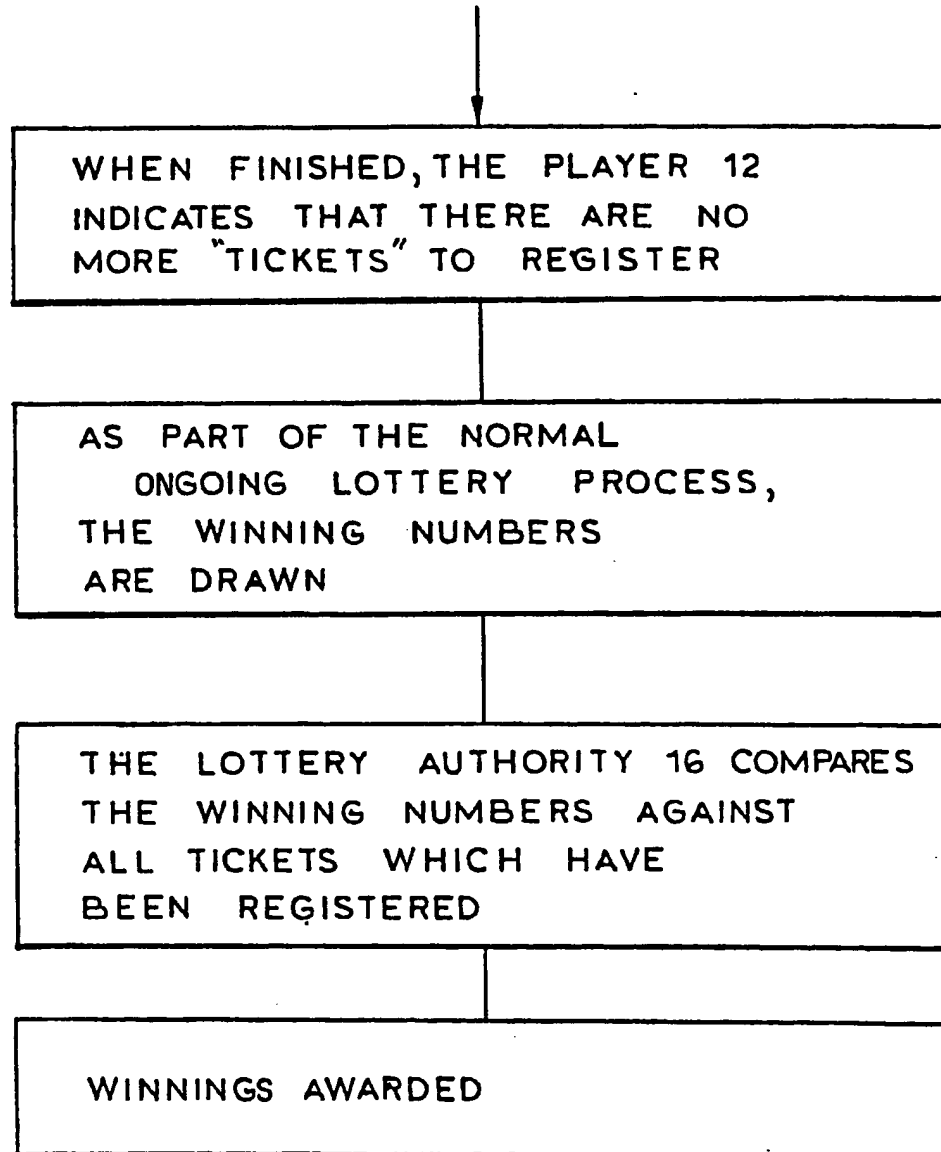 WHEN FINISHED, THE PLAYER 12
INDICATES THAT THERE ARE NO
MORE "TICKETS" TO REGISTER
AS PART OF THE NORMAL
ONGOING LOTTERY PROCESS,
THE WINNING NUMBERS
ARE DRAWN
THE LOTTERY AUTHORITY 16 COMPARES
THE WINNING NUMBERS AGAINST
ALL TICKETS WHICH HAVE
BEEN REGISTERED
WINNINGS AWARDED